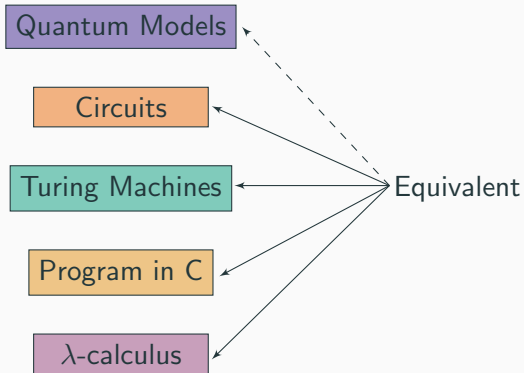 Quantum Models
Circuits
Turing Machines
Equivalent
Program in C
λ-calculus